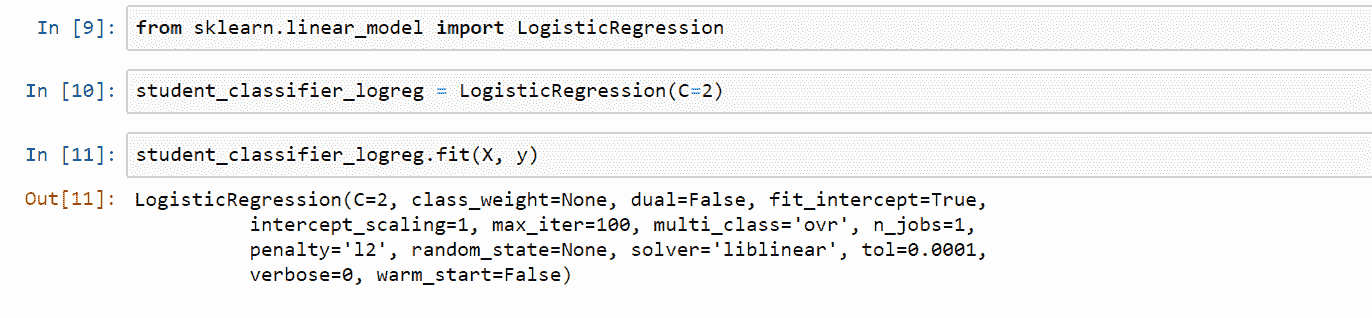 In [9]: from sklearn.linear_model import LogisticRegression
In [10]: student_classifier_logreg = LogisticRegression(C=2)
In [11]: student_classifier_logreg.fit(X, y)
Out[11]: LogisticRegression(C=2, class_weight=None, dual=False, fit_intercept=True,
intercept_scaling=1, max_iter=100, multi_class='ovr', n_jobs=1,
penalty='l2', random_state=None, solver='liblinear', tol=0.0001,
verbose=0, warm_start=False)